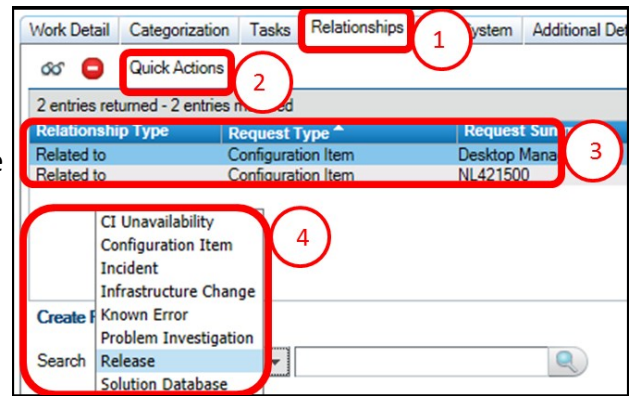 Work Detail Categorization Tasks Relationships 1 ystem Additional Det
Quick Actions 2
2 entries returned - 2 entries
Relationship Type Request Type Request Sum
Related to Configuration Item Desktop Mana 3
Related to Configuration Item NL421500
e
CI Unavailability
Configuration Item 4
Incident
Infrastructure Change
Create Known Error
Problem Investigation
Search Release
Solution Database